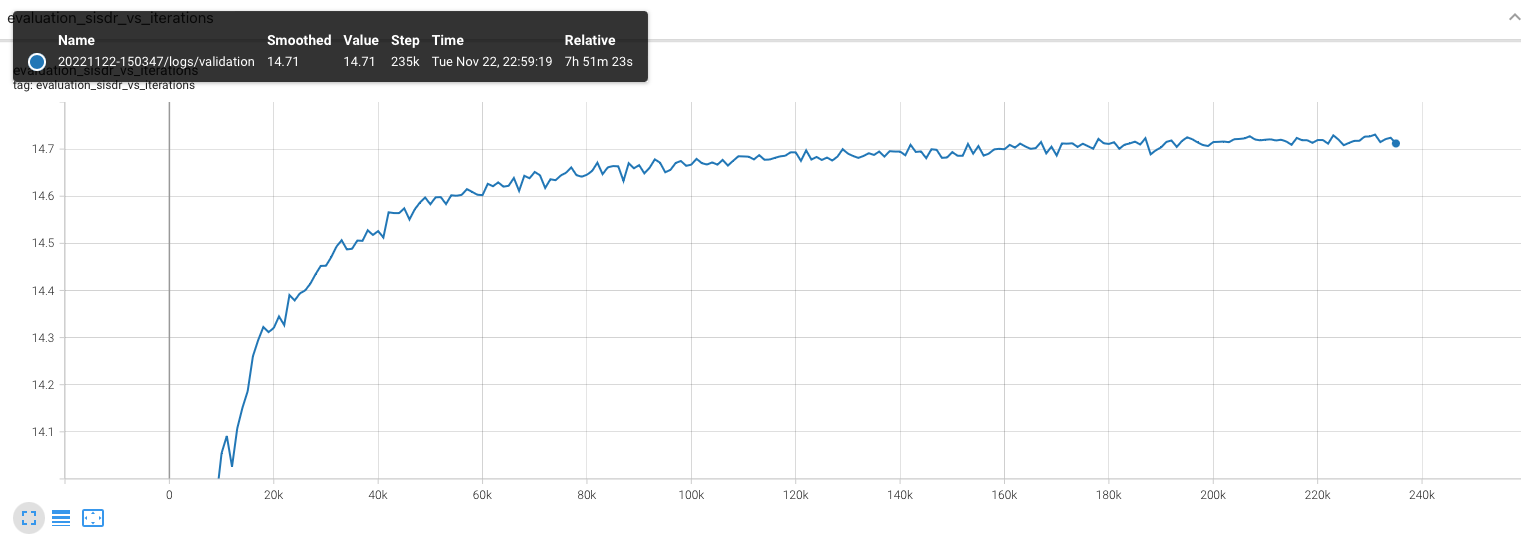 evaluation_sisdr_vs_iterations
Name Smoothed Value Step Time Relative
20221122-150347/logs/validation 14.71 14.71 235k Tue Nov 22, 22:59:19 7h 51m 23s
evaluation_sisdr_vs_iterations
tag: evaluation_sisdr_vs_iterations
14.7
14.6
14.5
14.4
14.3
14.2
14.1
0 20k 40k 60k 80k 100k 120k 140k 160k 180k 200k 220k 240k